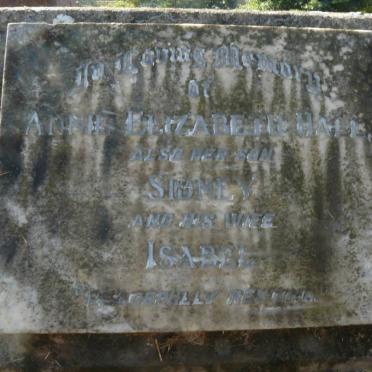 In Loving Memory
OF
ANNIE ELIZABETH HALL
ALSO HER SON
SIDNEY
AND HIS WIFE
ISABEL
PEACEFULLY RESTING